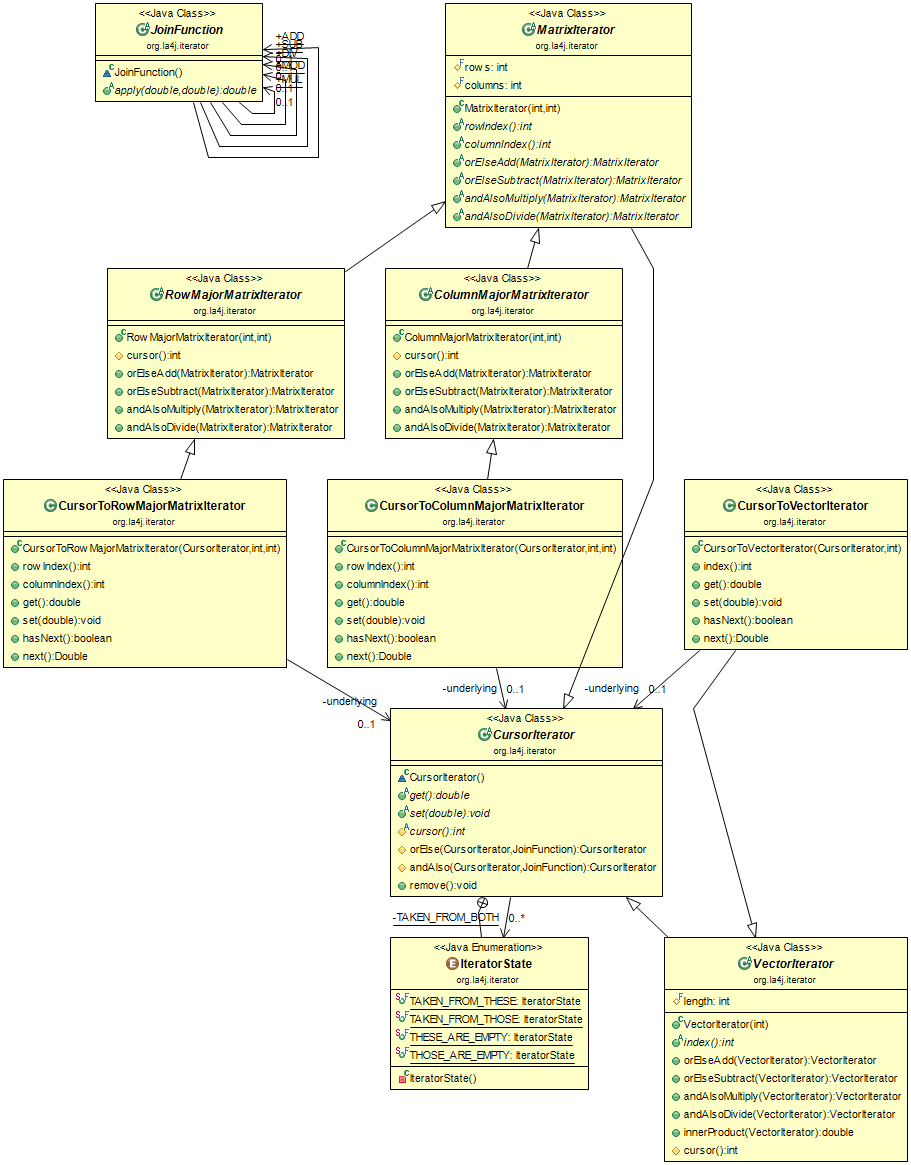 <<Java Class>>
JoinFunction
org.la4j.iterator
JoinFunction()
apply(double,double):double
+ADD
+SUB
+DIV
+MOD
+MUL
0..1
0..1
<<Java Class>>
MatrixIterator
org.la4j.iterator
rows: int
columns: int
MatrixIterator(int,int)
rowIndex():int
columnIndex():int
orElseAdd(MatrixIterator):MatrixIterator
orElseSubtract(MatrixIterator):MatrixIterator
andAlsoMultiply(MatrixIterator):MatrixIterator
andAlsoDivide(MatrixIterator):MatrixIterator
<<Java Class>>
RowMajorMatrixIterator
org.la4j.iterator
RowMajorMatrixIterator(int,int)
cursor():int
orElseAdd(MatrixIterator):MatrixIterator
orElseSubtract(MatrixIterator):MatrixIterator
andAlsoMultiply(MatrixIterator):MatrixIterator
andAlsoDivide(MatrixIterator):MatrixIterator
<<Java Class>>
ColumnMajorMatrixIterator
org.la4j.iterator
ColumnMajorMatrixIterator(int,int)
cursor():int
orElseAdd(MatrixIterator):MatrixIterator
orElseSubtract(MatrixIterator):MatrixIterator
andAlsoMultiply(MatrixIterator):MatrixIterator
andAlsoDivide(MatrixIterator):MatrixIterator
<<Java Class>>
CursorToRowMajorMatrixIterator
org.la4j.iterator
CursorToRowMajorMatrixIterator(CursorIterator,int,int)
rowIndex():int
columnIndex():int
get():double
set(double):void
hasNext():boolean
next():Double
<<Java Class>>
CursorToColumnMajorMatrixIterator
org.la4j.iterator
CursorToColumnMajorMatrixIterator(CursorIterator,int,int)
rowIndex():int
columnIndex():int
get():double
set(double):void
hasNext():boolean
next():Double
<<Java Class>>
CursorToVectorIterator
org.la4j.iterator
CursorToVectorIterator(CursorIterator,int)
index():int
get():double
set(double):void
hasNext():boolean
next():Double
-underlying
0..1
-underlying 0..1
-underlying 0..1
<<Java Class>>
CursorIterator
org.la4j.iterator
CursorIterator()
get():double
set(double):void
cursor():int
orElse(CursorIterator,JoinFunction):CursorIterator
andAlso(CursorIterator,JoinFunction):CursorIterator
remove():void
-TAKEN_FROM_BOTH 0..*
<<Java Enumeration>>
IteratorState
org.la4j.iterator
TAKEN_FROM_THESE: IteratorState
TAKEN_FROM_THOSE: IteratorState
THESE_ARE_EMPTY: IteratorState
THOSE_ARE_EMPTY: IteratorState
IteratorState()
<<Java Class>>
VectorIterator
org.la4j.iterator
length: int
VectorIterator(int)
index():int
orElseAdd(VectorIterator):VectorIterator
orElseSubtract(VectorIterator):VectorIterator
andAlsoMultiply(VectorIterator):VectorIterator
andAlsoDivide(VectorIterator):VectorIterator
innerProduct(VectorIterator):double
cursor():int